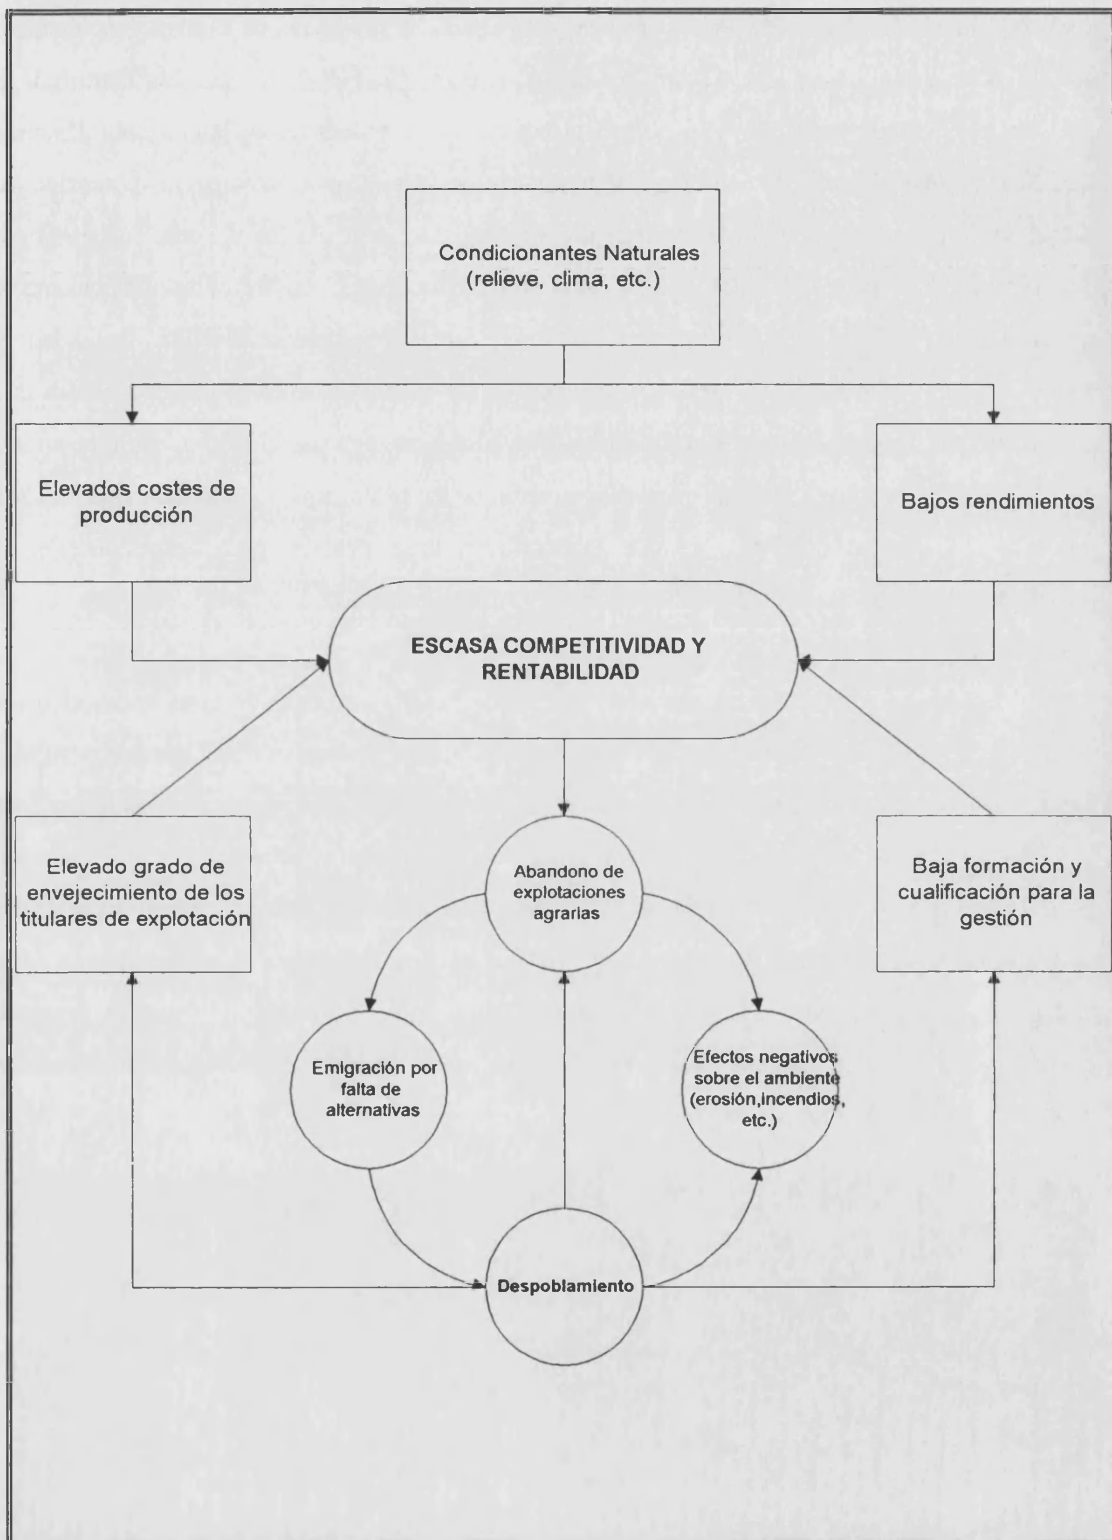 Condicionantes Naturales
(relieve, clima, etc.)
Elevados costes de
producción
Bajos rendimientos
ESCASA COMPETITIVIDAD Y
RENTABILIDAD
Elevado grado de
envejecimiento de los
titulares de explotación
Abandono de
explotaciones
agrarias
Baja formación y
cualificación para la
gestión
Emigración por
falta de
alternativas
Efectos negativos
sobre el ambiente
(erosión,incendios,
etc.)
Despoblamiento